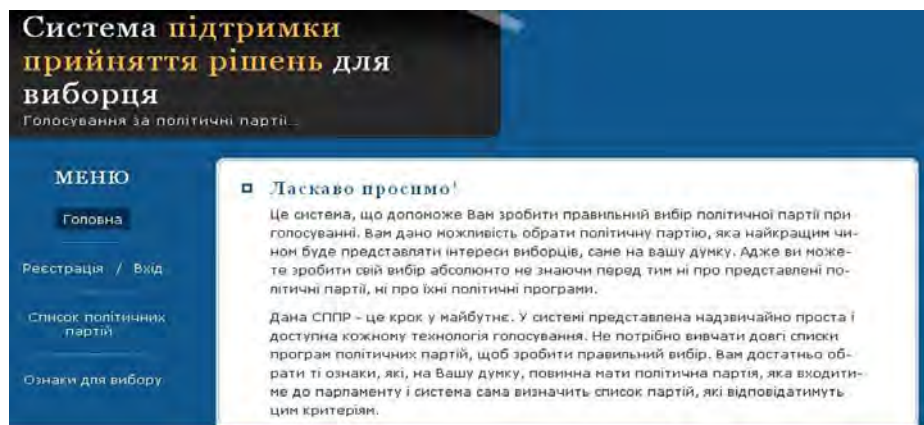 Система підтримки
прийняття рішень для
виборця
Голосування за політичні партії...
МЕНЮ
Головна
Реєстрація / Вхід
Список політичних
партій
Ознаки для вибору
Ласкаво просимо!
Це система, що допоможе Вам зробити правильний вибір політичної партії при
голосуванні. Вам дано можливість обрати політичну партію, яка найкращим чи-
ном буде представляти інтереси виборців, саме на вашу думку. Адже ви може-
те зробити свій вибір абсолюнто не знаючи перед тим ні про представлені по-
літичні партії, ні про їхні політичні програми.
Дана СППР - це крок у майбутнє. У системі представлена надзвичайно проста і
доступна кожному технологія голосування. Не потрібно вивчати довгі списки
програм політичних партій, щоб зробити правильний вибір. Вам достатньо об-
рати ті ознаки, які, на Вашу думку, повинна мати політична партія, яка входити-
ме до парламенту і система сама визначить список партій, які відповідатимуть
цим критеріям.